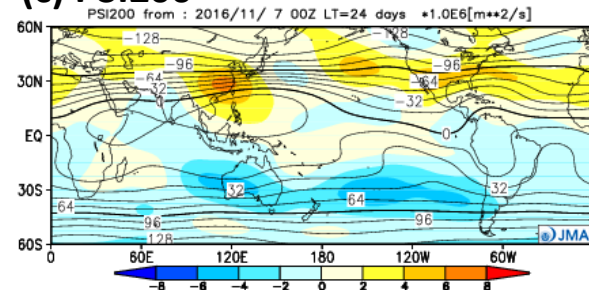 PSI200 from : 2016/11/ 7 00Z LT=24 days *1.0E6[m**2/s]
60N
-128
-128
-96
-96
-64
-64
32
30N
-32
0
0
EQ
30S
32
32
64
64
96
96
128
60S
JMA
0 60E 120E 180 120W 60W
-8 -6 -4 -2 0 2 4 6 8